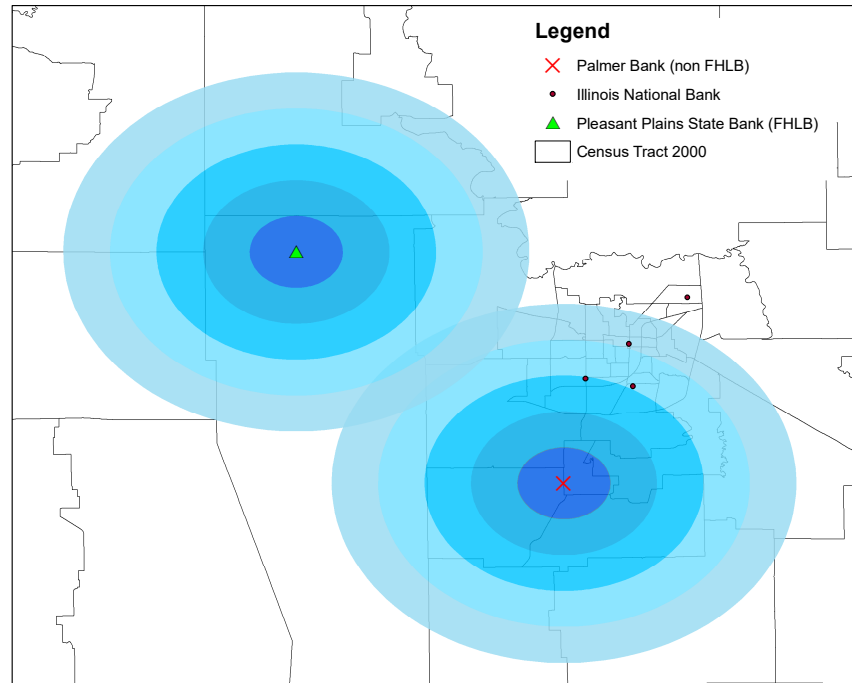 Legend
Palmer Bank (non FHLB)
Illinois National Bank
Pleasant Plains State Bank (FHLB)
Census Tract 2000